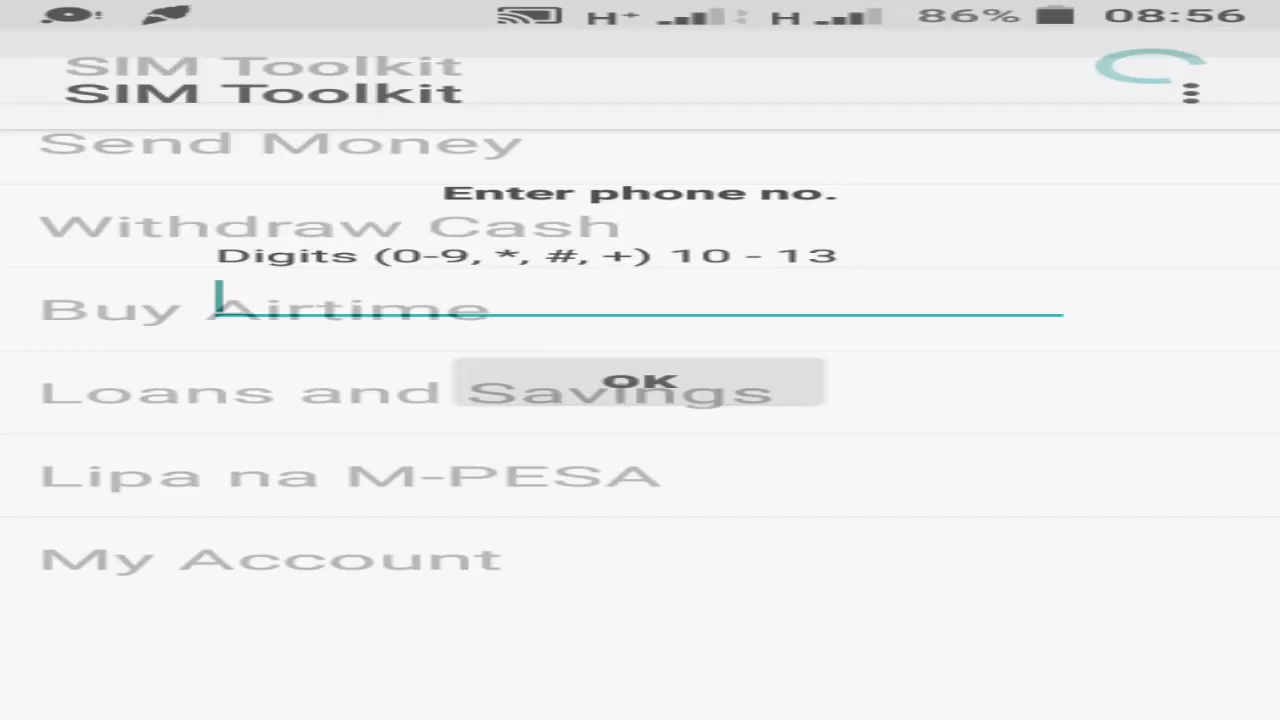 H+ H 86% 08:56
SIM Toolkit
SIM Toolkit
Send Money
Enter phone no.
Withdraw Cash
Digits (0-9, *, #, +) 10 - 13
Buy Airtime
OK
Loans and Savings
Lipa na M-PESA
My Account